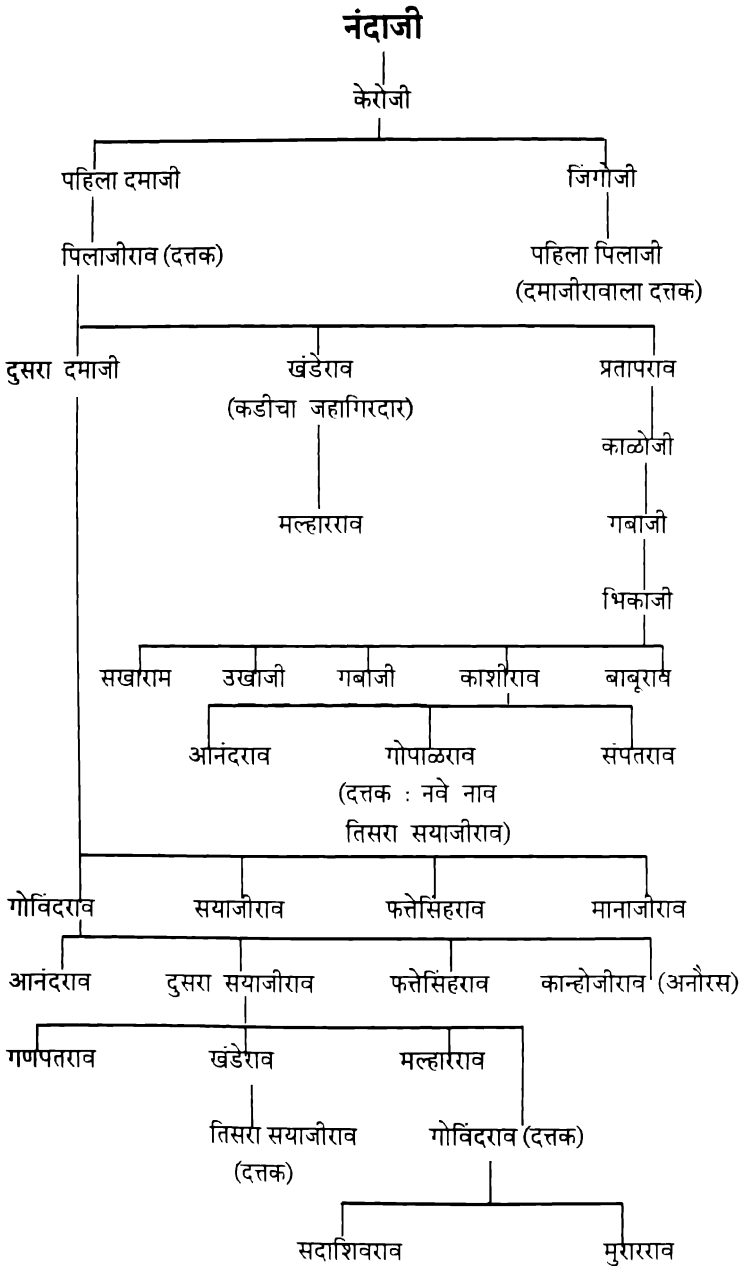 नंदाजी
केरोजी
पहिला दमाजी जिंगोजी
पिलाजीराव (दत्तक) पहिला पिलाजी
(दमाजीरावाला दत्तक)
दुसरा दमाजी खंडेराव प्रतापराव
(कडीचा जहागिरदार)
काळोजी
मल्हारराव गबाजी
भिकाजी
सखाराम उखाजी गबाजी काशीराव बाबूराव
आनंदराव गोपाळराव संपतराव
(दत्तक : नवे नाव
तिसरा सयाजीराव)
गोविंदराव सयाजीराव फत्तेसिंहराव मानाजीराव
आनंदराव दुसरा सयाजीराव फत्तेसिंहराव कान्होजीराव (अनौरस)
गणपतराव खंडेराव मल्हारराव
तिसरा सयाजीराव गोविंदराव (दत्तक)
(दत्तक)
सदाशिवराव मुरारराव